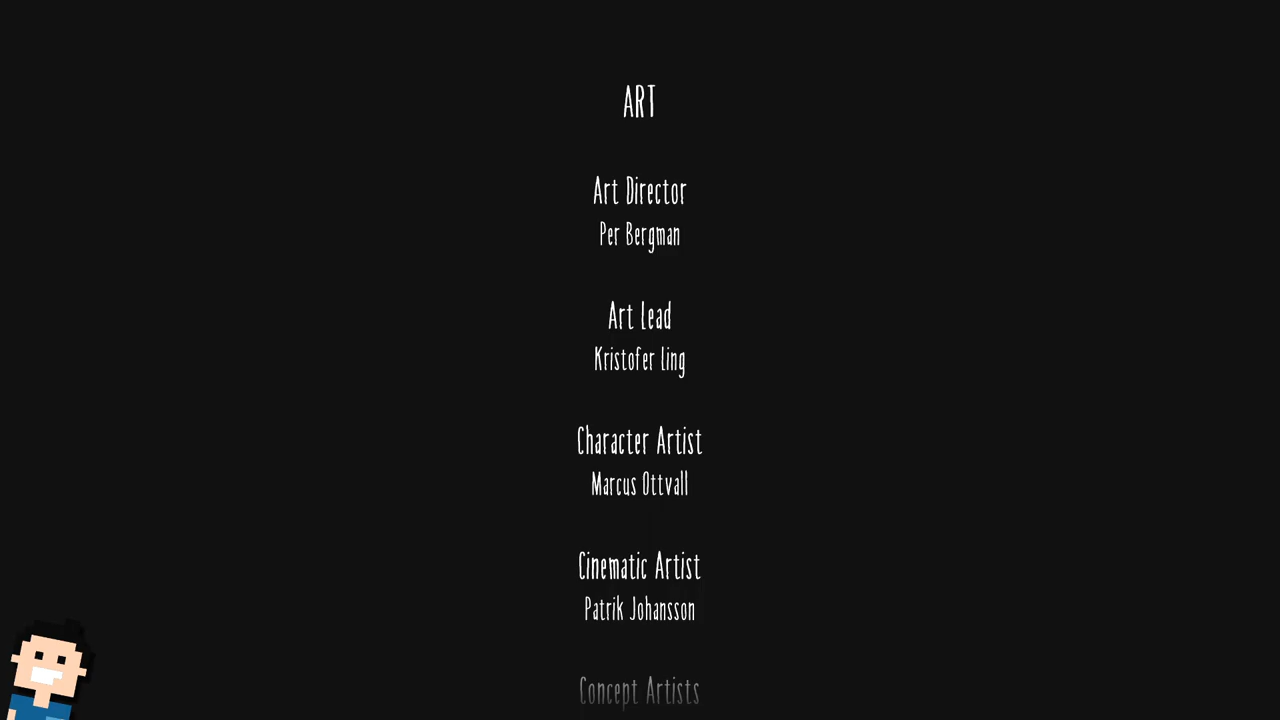 ART
Art Director
Per Bergman
Art Lead
Kristofer Ling
Character Artist
Marcus Ottvall
Cinematic Artist
Patrik Johansson
Concept Artists